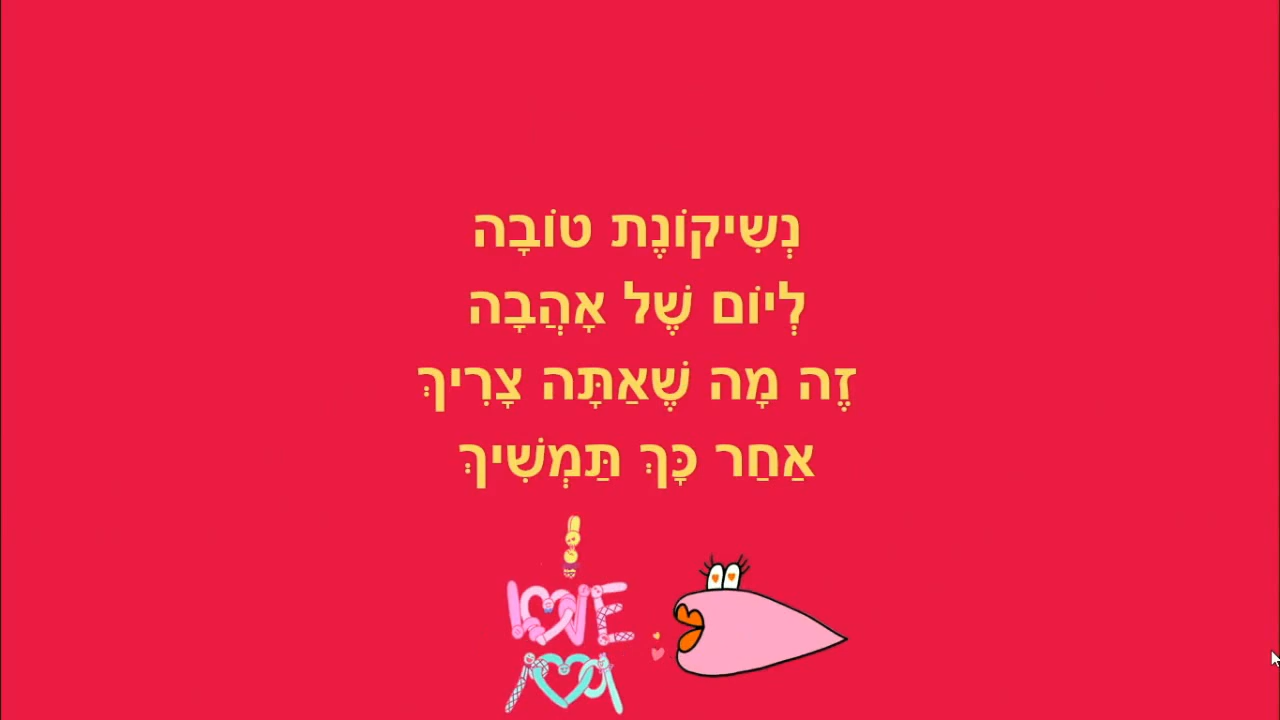 נְשִׁיקוֹנֶת טוֹבָה
לְיוֹם שֶׁל אָהֲבָה
זֶה מָה שֶׁאַתָּה צָרִיךְ
אַחַר כָּךְ תַּמְשִׁיךְ
LOVE